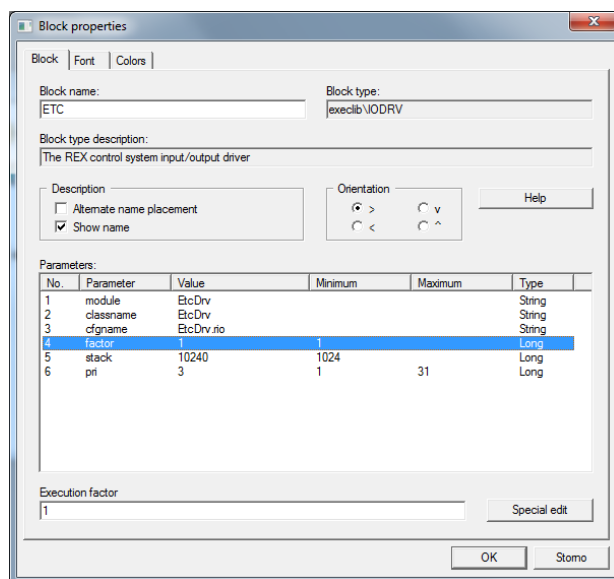 Block properties
Block Font Colors
Block name: Block type:
ETC execlib\IODRV
Block type description:
The REX control system input/output driver
Description Orientation
Alternate name placement > v Help
Show name < ^
Parameters:
No. Parameter Value Minimum Maximum Type
1 module EtcDrv String
2 classname EtcDrv String
3 cfgname EtcDrv.rio String
4 factor 1 1 Long
5 stack 10240 1024 Long
6 pri 3 1 31 Long
Execution factor
1 Special edit
OK Storno